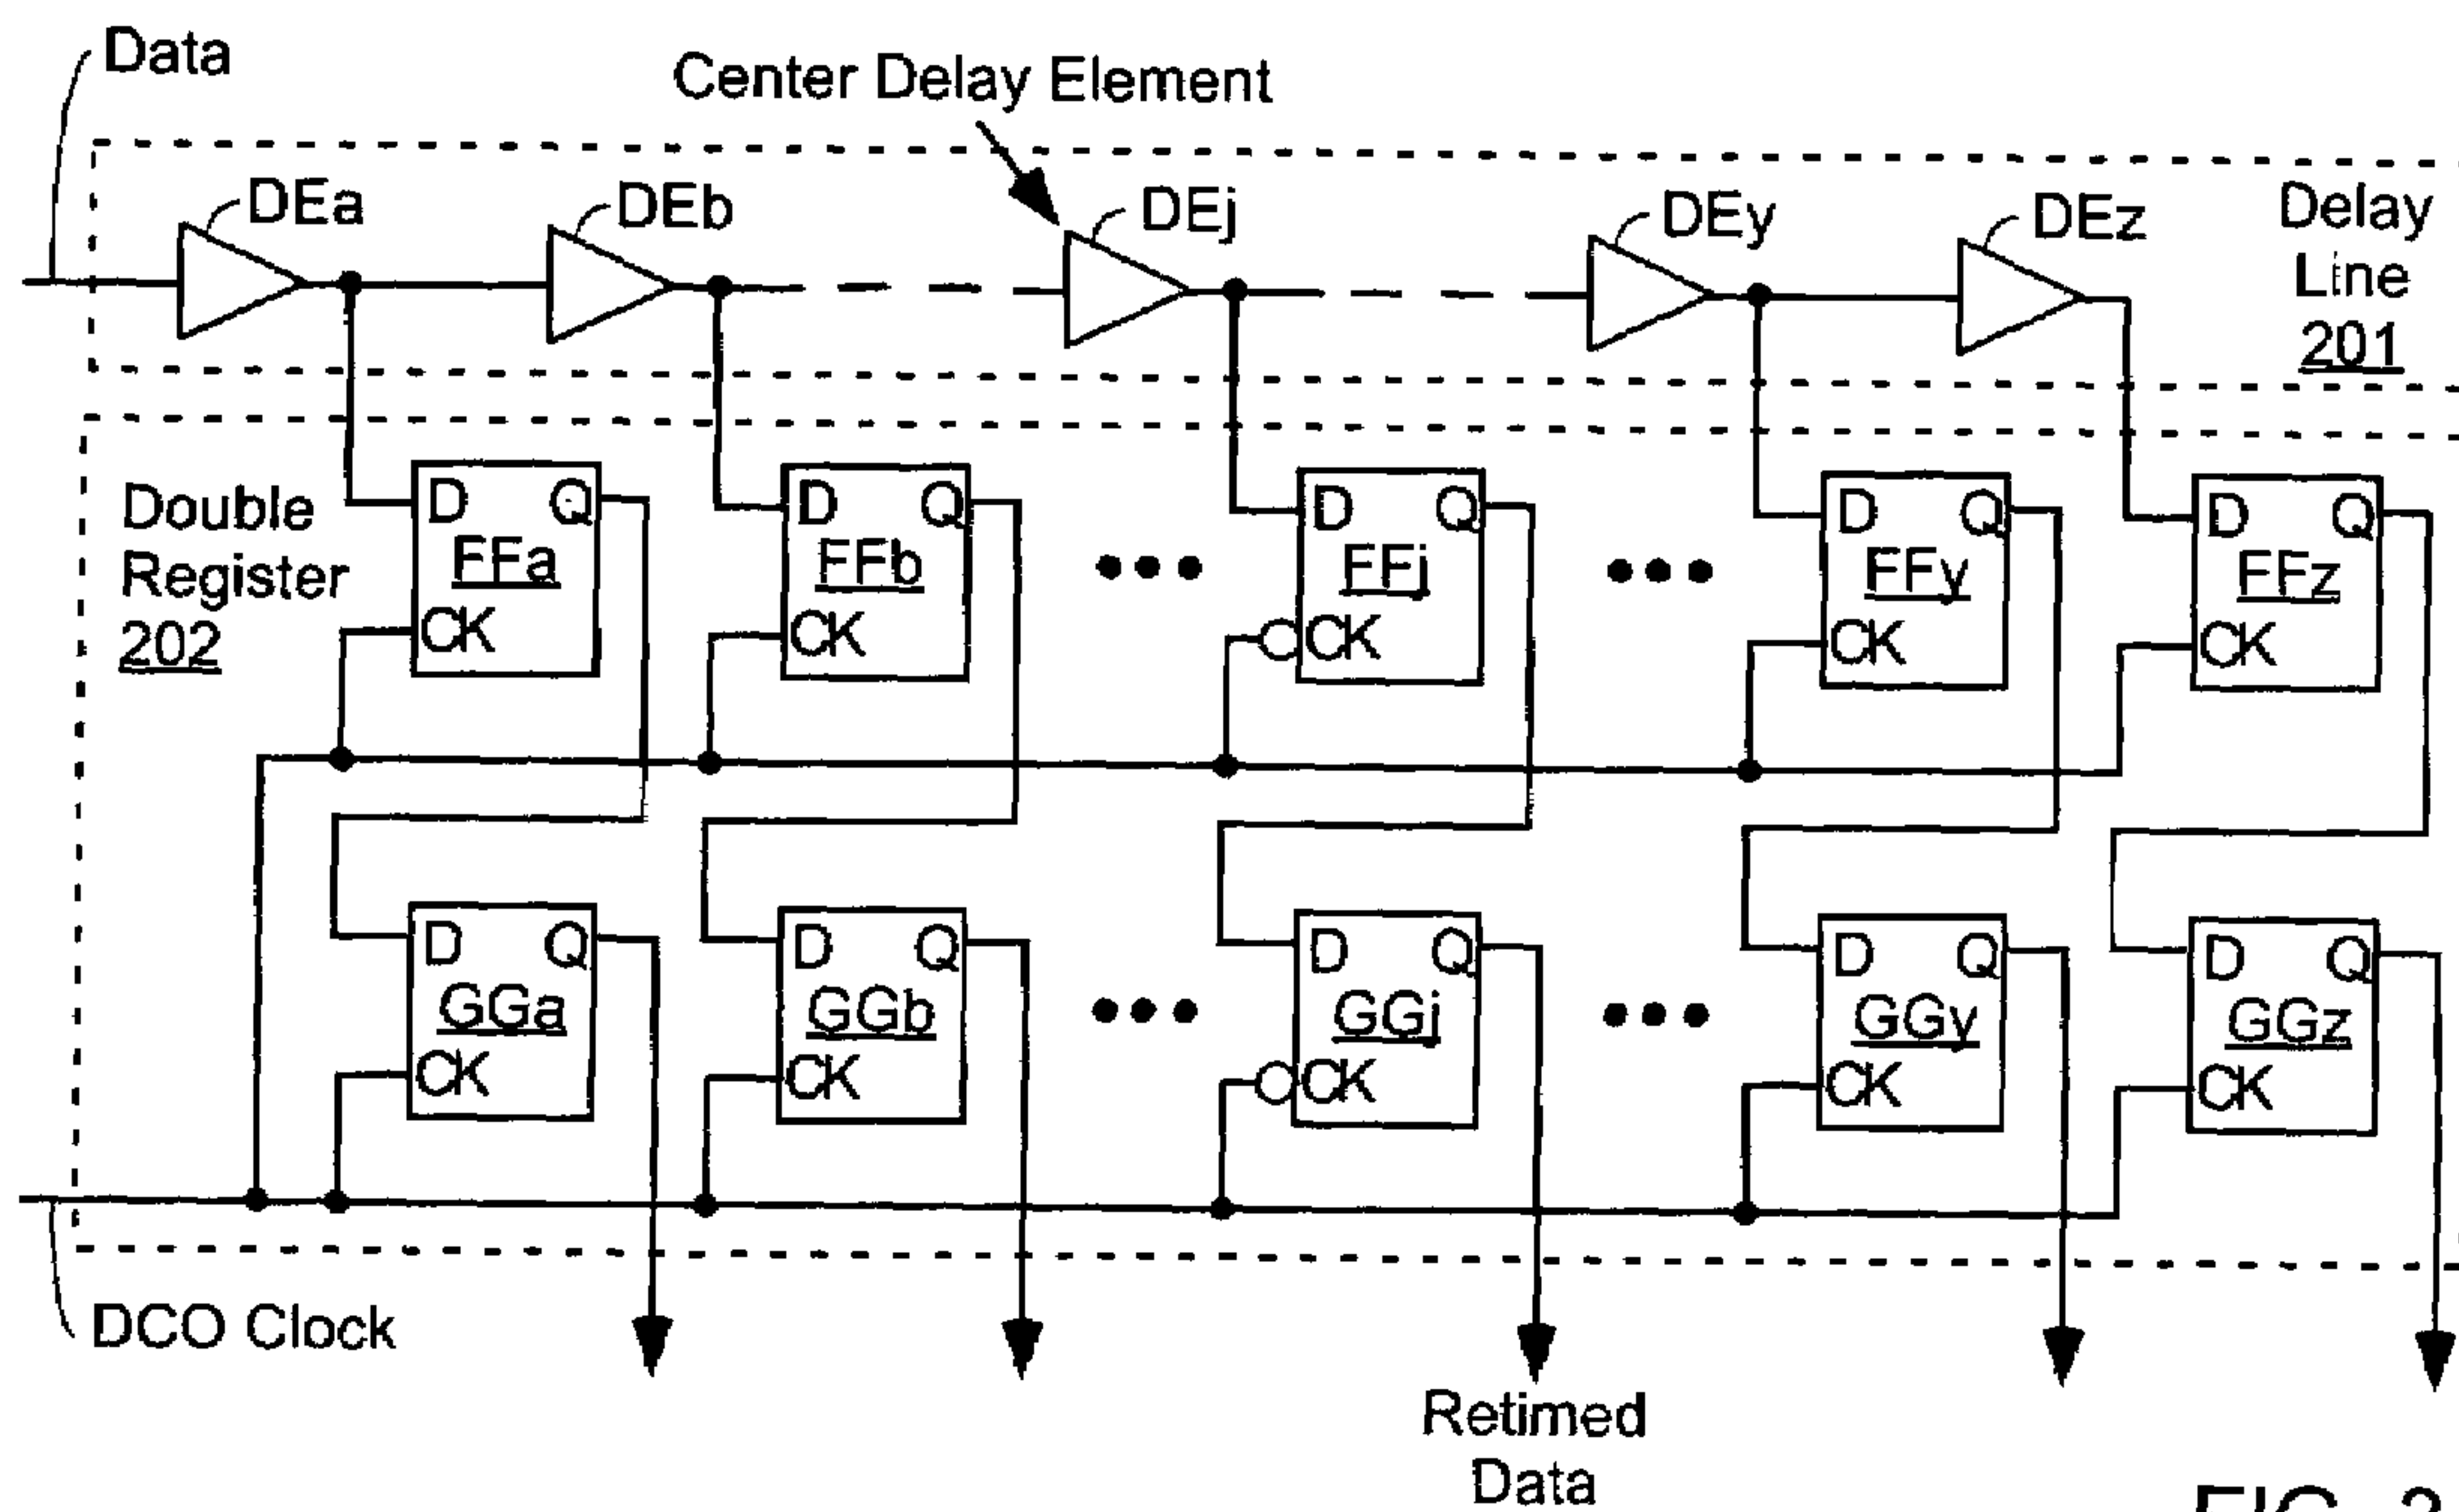 Data
Center Delay Element
DEa
DEb
DEj
DEy
DEz
Delay
Line
201
Double
Register
202
D Q
FFa
CK
D Q
FFb
CK
D Q
FFj
CK
D Q
FFy
CK
D Q
FFz
CK
D Q
GGa
CK
D Q
GGb
CK
D Q
GGj
CK
D Q
GGy
CK
D Q
GGz
CK
DCO Clock
Retimed
Data